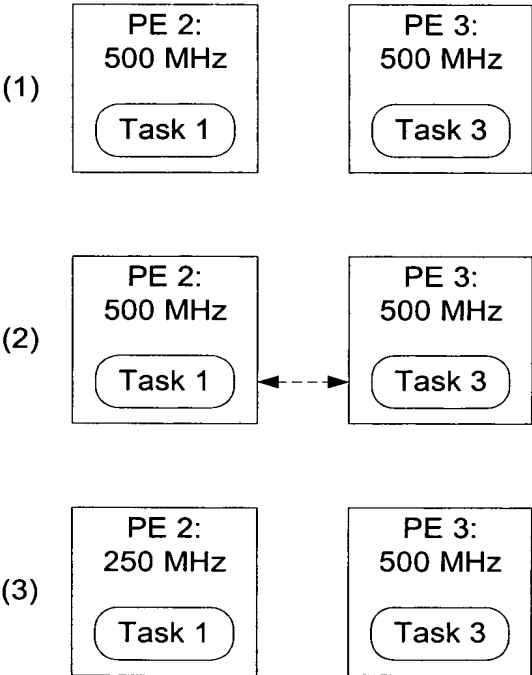 PE 2:
500 MHz
PE 3:
500 MHz
(1)
Task 1
Task 3
PE 2:
500 MHz
PE 3:
500 MHz
(2)
Task 1
Task 3
PE 2:
250 MHz
PE 3:
500 MHz
(3)
Task 1
Task 3